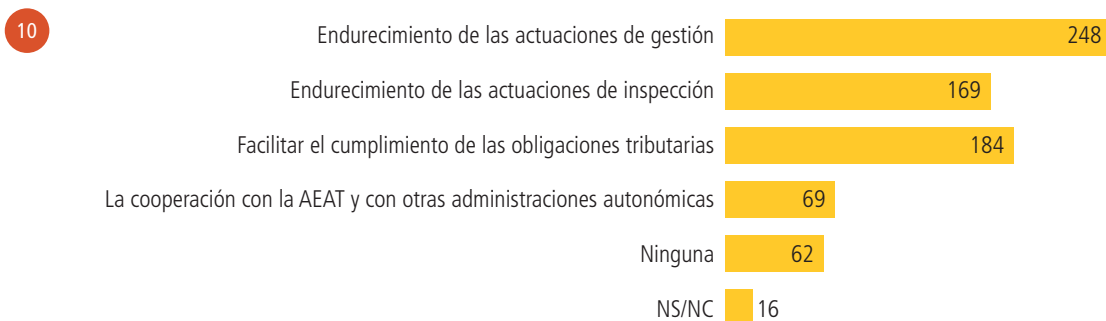 10
Endurecimiento de las actuaciones de gestión 248
Endurecimiento de las actuaciones de inspección 169
Facilitar el cumplimiento de las obligaciones tributarias 184
La cooperación con la AEAT y con otras administraciones autonómicas 69
Ninguna 62
NS/NC 16